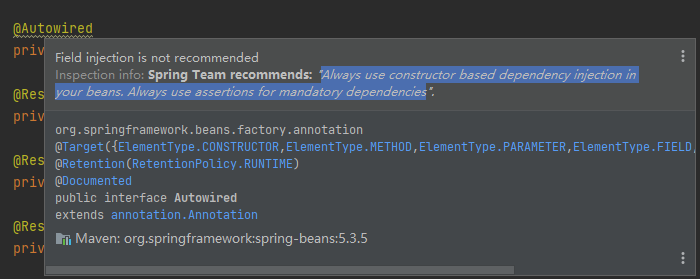 @Autowired
priv
Field injection is not recommended
Inspection info: Spring Team recommends: "Always use constructor based dependency injection in
your beans. Always use assertions for mandatory dependencies".
@Res
priv
org.springframework.beans.factory.annotation
@Target({ElementType.CONSTRUCTOR,ElementType.METHOD,ElementType.PARAMETER,ElementType.FIELD,
@Res
@Retention(RetentionPolicy.RUNTIME)
priv
@Documented
public interface Autowired
extends annotation.Annotation
@Res
Maven: org.springframework:spring-beans:5.3.5
priv